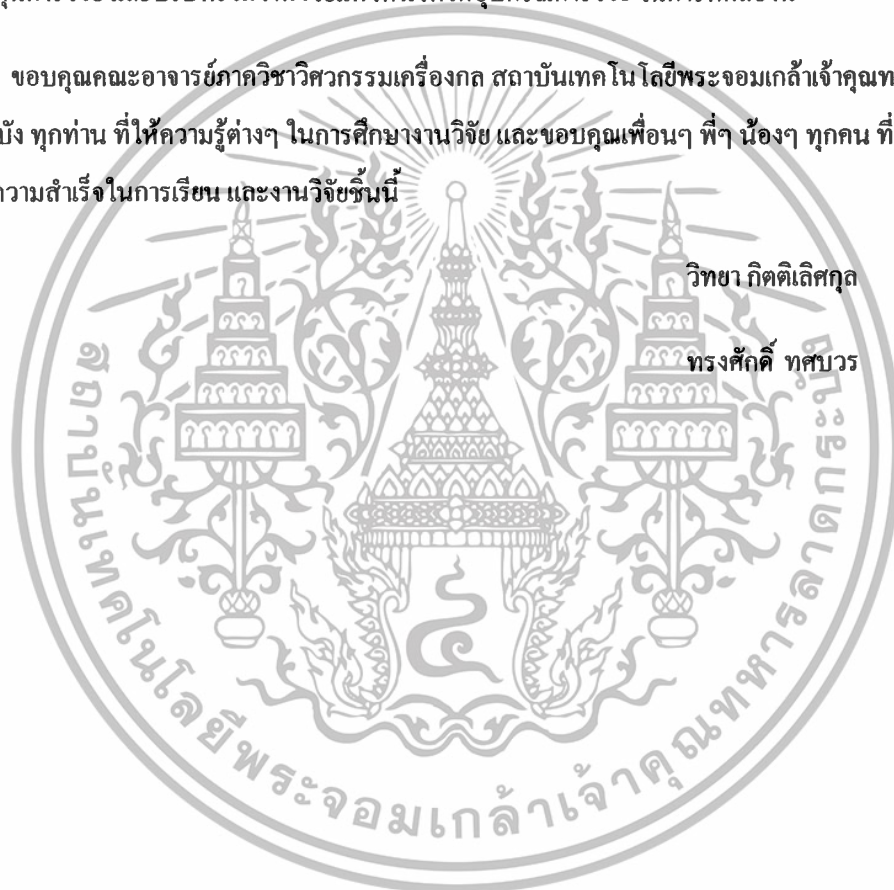 ขอบคุณคณะอาจารย์ภาควิชาวิศวกรรมเครื่องกล สถาบันเทคโนโลยีพระจอมเกล้าเจ้าคุณท
บัง ทุกท่าน ที่ให้ความรู้ต่างๆ ในการศึกษางานวิจัย และขอบคุณเพื่อนๆ พี่ๆ น้องๆ ทุกคน ที่
ความสำเร็จในการเรียน และงานวิจัยชิ้นนี้
วิทยา กิตติเลิศกุล
ทรงศักดิ์ ทศบวร
สถาบันเทคโนโลยีพระจอมเกล้าเจ้าคุณทหารลาดกระบัง
๔